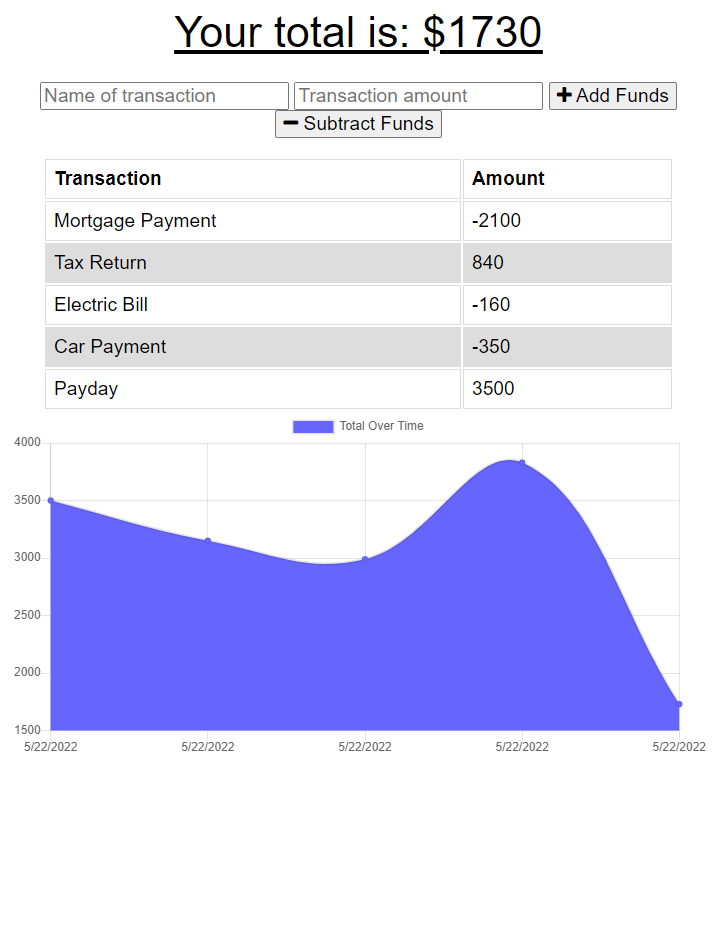 Your total is: $1730
Name of transaction Transaction amount Add Funds
Subtract Funds
Transaction Amount
Mortgage Payment -2100
Tax Return 840
Electric Bill -160
Car Payment -350
Payday 3500
Total Over Time
4000
3500
3000
2500
2000
1500
5/22/2022 5/22/2022 5/22/2022 5/22/2022 5/22/2022